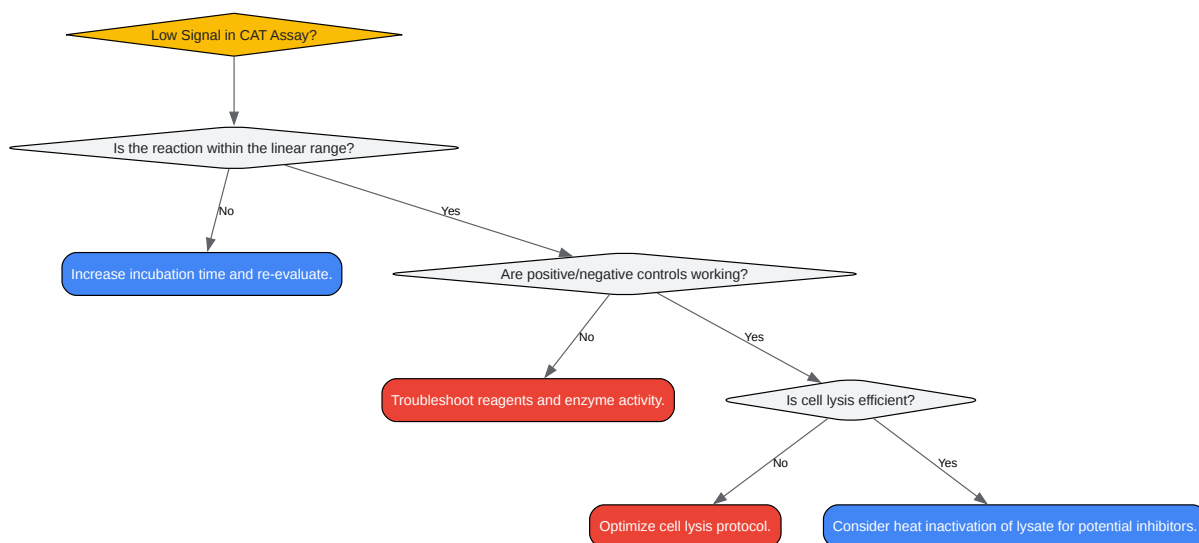 Low Signal in CAT Assay?
Is the reaction within the linear range?
No
Yes
Increase incubation time and re-evaluate.
Are positive/negative controls working?
No
Yes
Troubleshoot reagents and enzyme activity.
Is cell lysis efficient?
No
Yes
Optimize cell lysis protocol.
Consider heat inactivation of lysate for potential inhibitors.